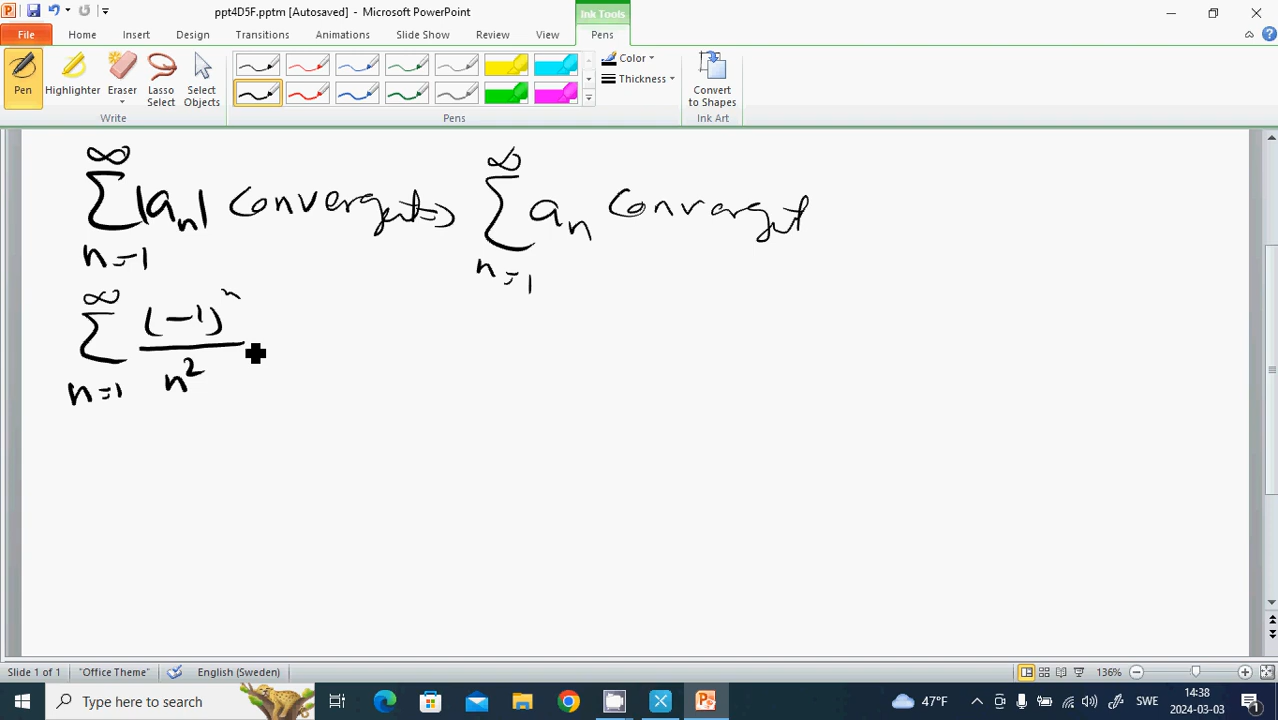 ppt4D5F.pptm [Autosaved] - Microsoft PowerPoint
Ink Tools
File Home Insert Design Transitions Animations Slide Show Review View Pens
Pen Highlighter Eraser Lasso Select Select Objects
Color
Thickness
Convert to Shapes
Write Pens Ink Art
∞ ∑ n=1 |aₙ| Convergent ⇒ ∞ ∑ n=1 aₙ Convergut
∞ ∑ n=1 (-1)ⁿ / n²
Slide 1 of 1 "Office Theme" English (Sweden) 136%
Type here to search 47°F SWE 14:38
2024-03-03
1